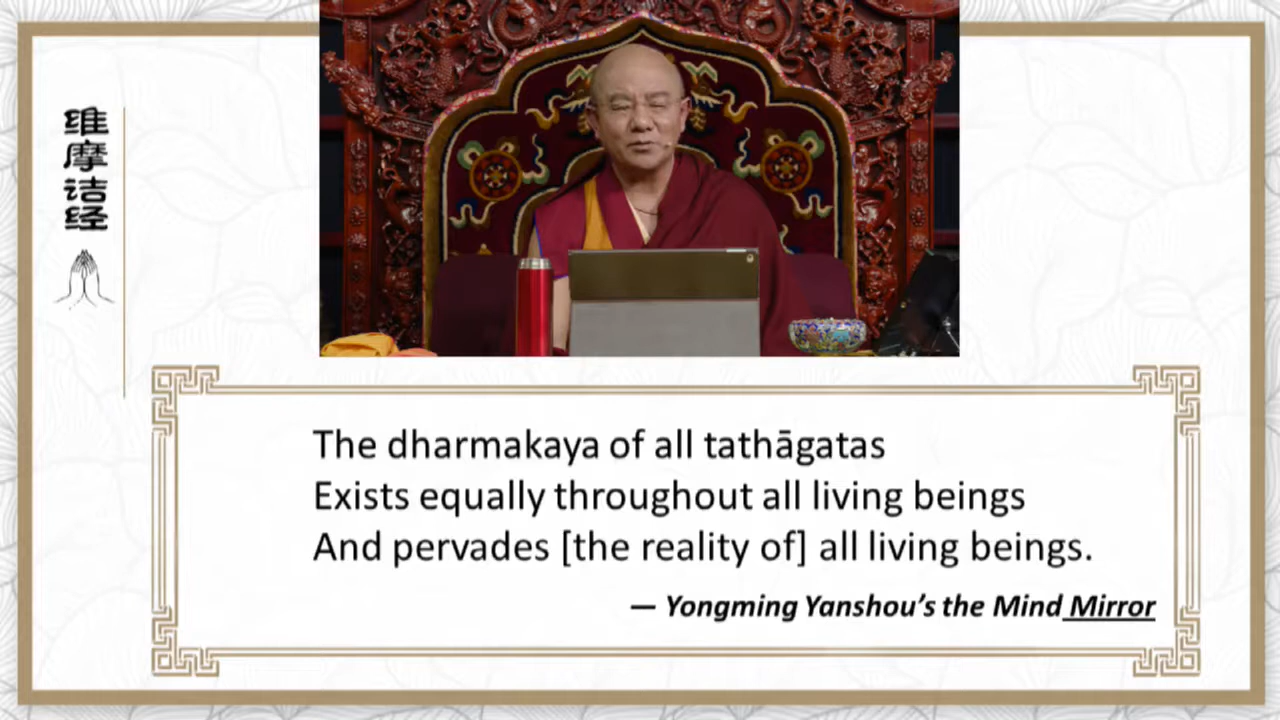 维摩诘经
The dharmakaya of all tathāgatas
Exists equally throughout all living beings
And pervades [the reality of] all living beings.
— Yongming Yanshou’s the Mind Mirror